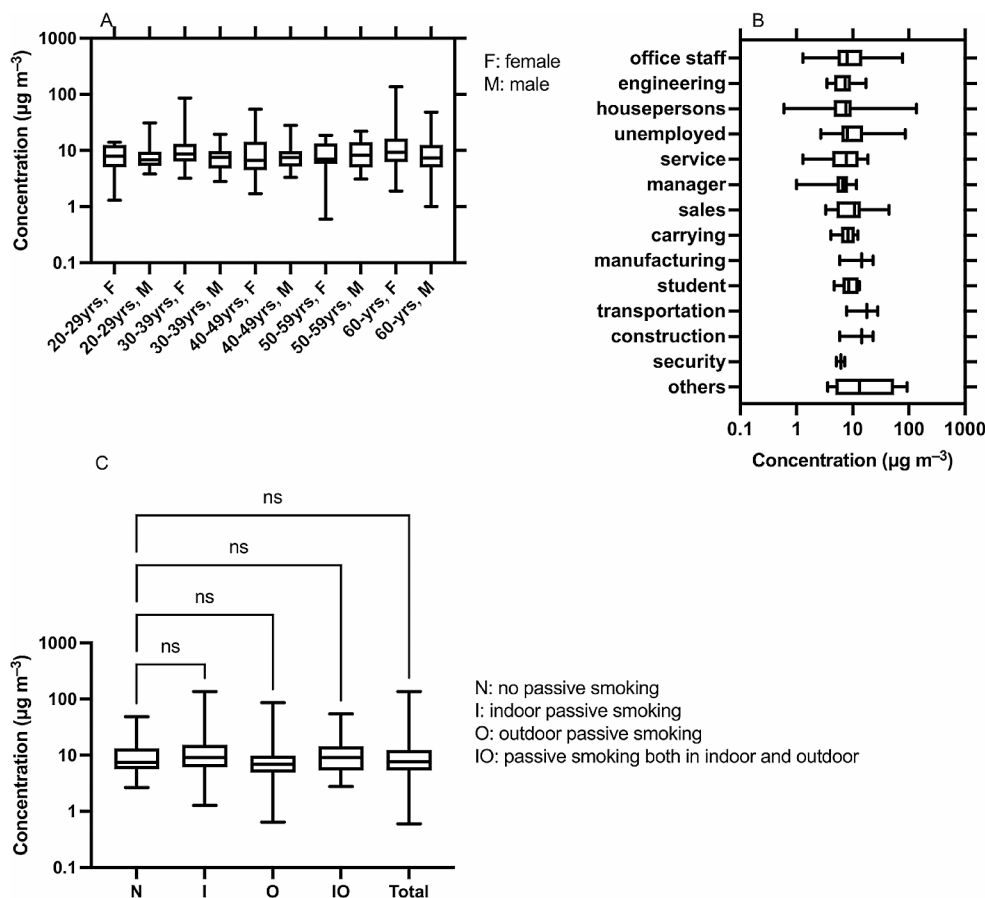 A
Concentration (µg m⁻³)
1000
100
10
1
0.1
20-29yrs, F
20-29yrs, M
30-39yrs, F
30-39yrs, M
40-49yrs, F
40-49yrs, M
50-59yrs, F
50-59yrs, M
60-yrs, F
60-yrs, M
F: female
M: male
B
office staff
engineering
housepersons
unemployed
service
manager
sales
carrying
manufacturing
student
transportation
construction
security
others
0.1 1 10 100 1000
Concentration (µg m⁻³)
C
ns
ns
ns
ns
Concentration (µg m⁻³)
1000
100
10
1
0.1
N I O IO Total
N: no passive smoking
I: indoor passive smoking
O: outdoor passive smoking
IO: passive smoking both in indoor and outdoor